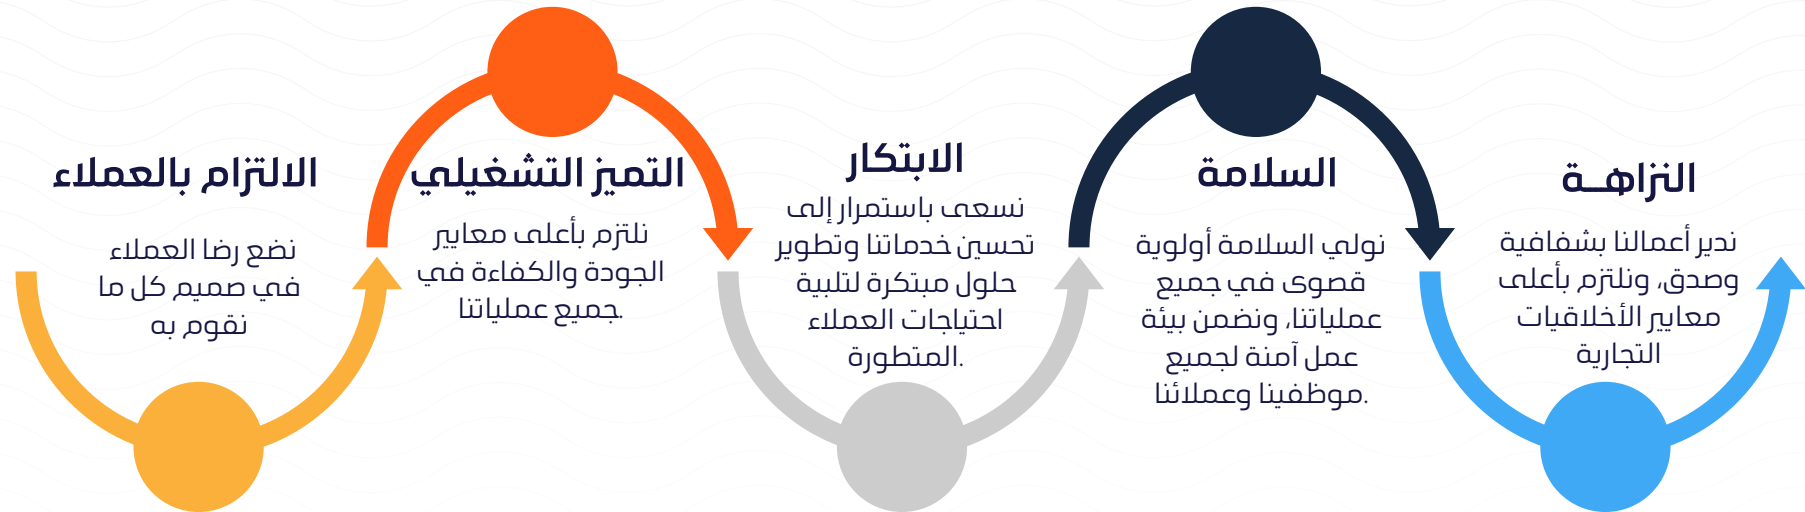 النزاهــة
ندير أعمالنا بشفافية
وصدق، ونلتزم بأعلى
معايير الأخلاقيات
التجارية
السلامة
نولي السلامة أولوية
قصوى في جميع
عملياتنا، ونضمن بيئة
عمل آمنة لجميع
موظفينا وعملائنا.
الابتكار
نسعى باستمرار إلى
تحسين خدماتنا وتطوير
حلول مبتكرة لتلبية
احتياجات العملاء
المتطورة.
التميز التشغيلي
نلتزم بأعلى معايير
الجودة والكفاءة في
جميع عملياتنا.
الالتزام بالعملاء
نضع رضا العملاء
في صميم كل ما
نقوم به